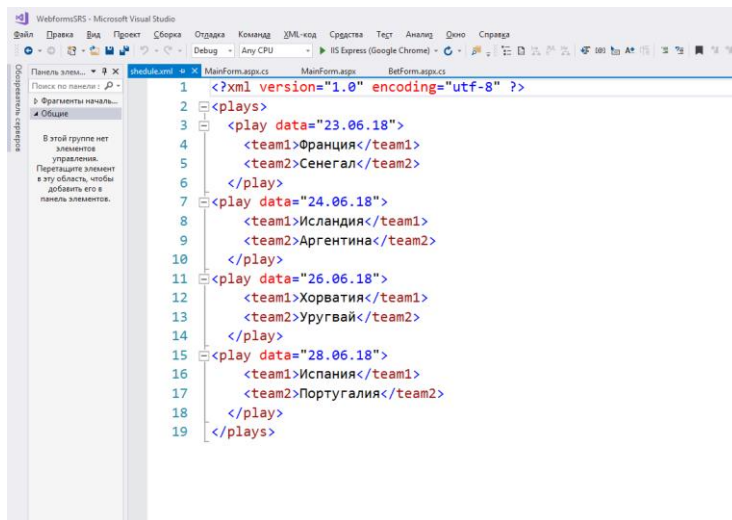 WebformsSRS - Microsoft Visual Studio
Файл Правка Вид Проект Сборка Отладка Команда XML-код Средства Тест Анализ Окно Справка
Debug Any CPU IIS Express (Google Chrome)
Обозреватель серверов
Панель элем...
Поиск по панели:
Фрагменты началь...
Общие
В этой группе нет
элементов
управления.
Перетащите элемент
в эту область, чтобы
добавить его в
панель элементов.
shedule.xml MainForm.aspx.cs MainForm.aspx BetForm.aspx.cs
1 <?xml version="1.0" encoding="utf-8" ?>
2 <plays>
3 <play data="23.06.18">
4 <team1>Франция</team1>
5 <team2>Сенегал</team2>
6 </play>
7 <play data="24.06.18">
8 <team1>Исландия</team1>
9 <team2>Аргентина</team2>
10 </play>
11 <play data="26.06.18">
12 <team1>Хорватия</team1>
13 <team2>Уругвай</team2>
14 </play>
15 <play data="28.06.18">
16 <team1>Испания</team1>
17 <team2>Португалия</team2>
18 </play>
19 </plays>